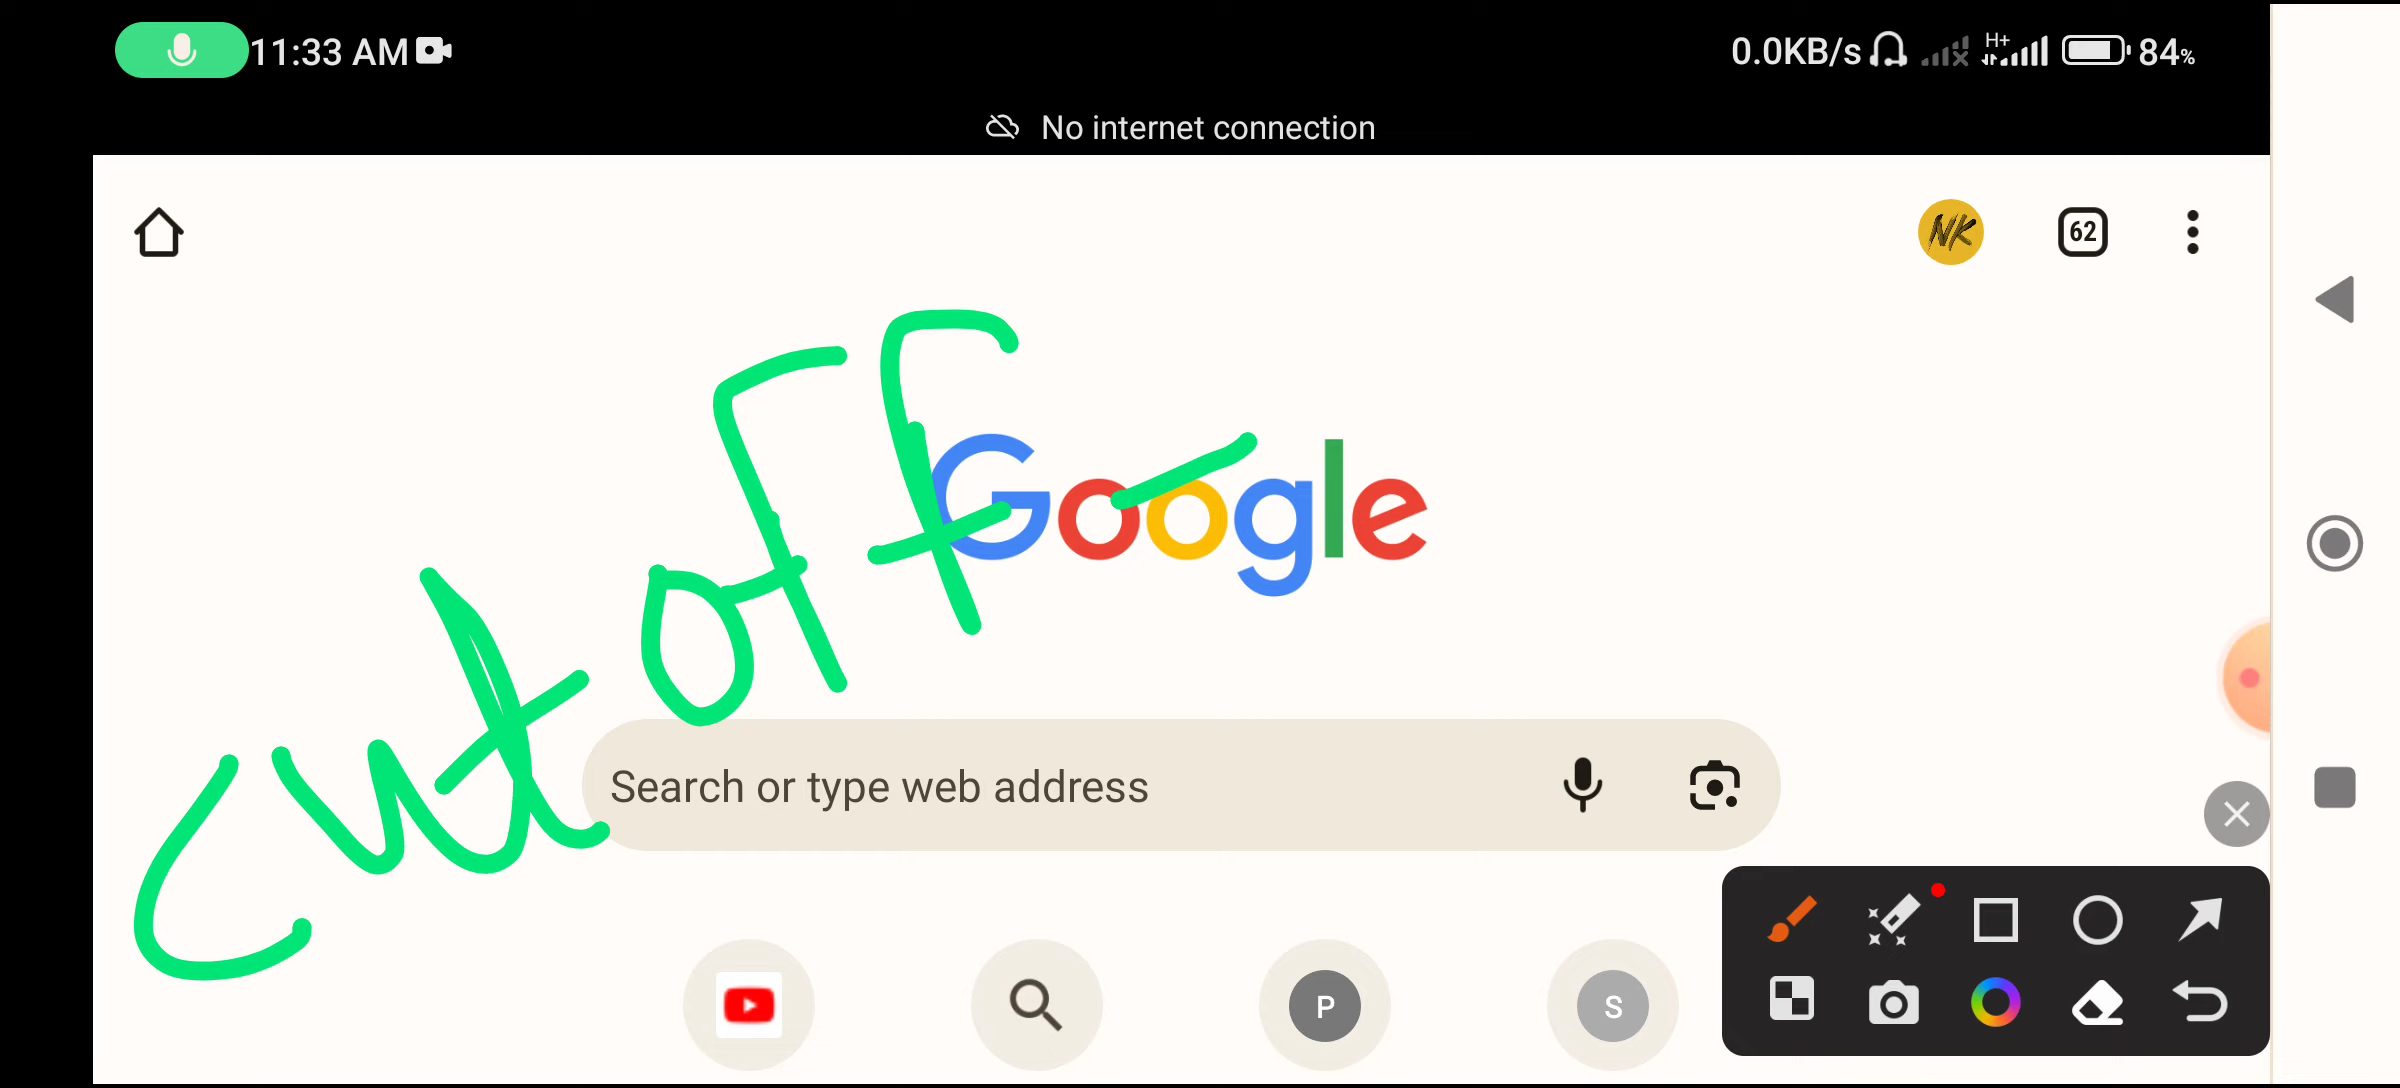 11:33 AM 0.0KB/s H+ 84%
No internet connection
NK 62
cut off
Google
Search or type web address
P S